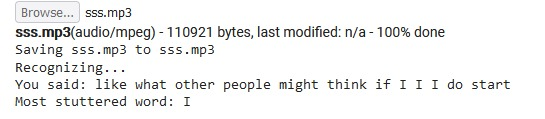 Browse... sss.mp3
sss.mp3(audio/mpeg) - 110921 bytes, last modified: n/a - 100% done
Saving sss.mp3 to sss.mp3
Recognizing...
You said: like what other people might think if I I I do start
Most stuttered word: I